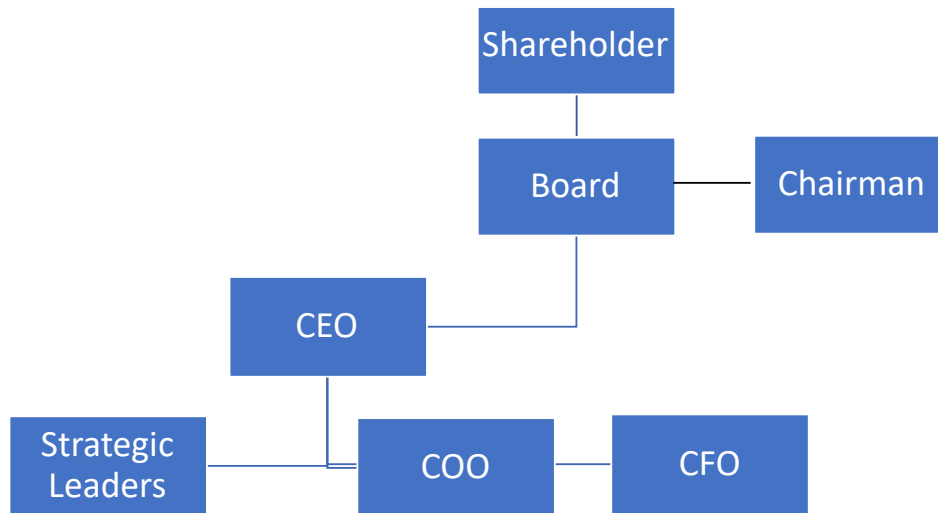 Shareholder
Board
Chairman
CEO
Strategic
Leaders
COO
CFO